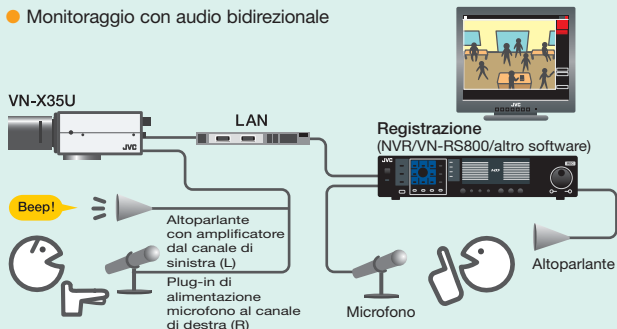 Monitoraggio con audio bidirezionale
VN-X35U
LAN
JVC
JVC
Registrazione
(NVR/VN-RS800/altro software)
JVC
Beep!
Altoparlante
con amplificatore
dal canale di
sinistra (L)
Plug-in di
alimentazione
microfono al canale
di destra (R)
Microfono
Altoparlante